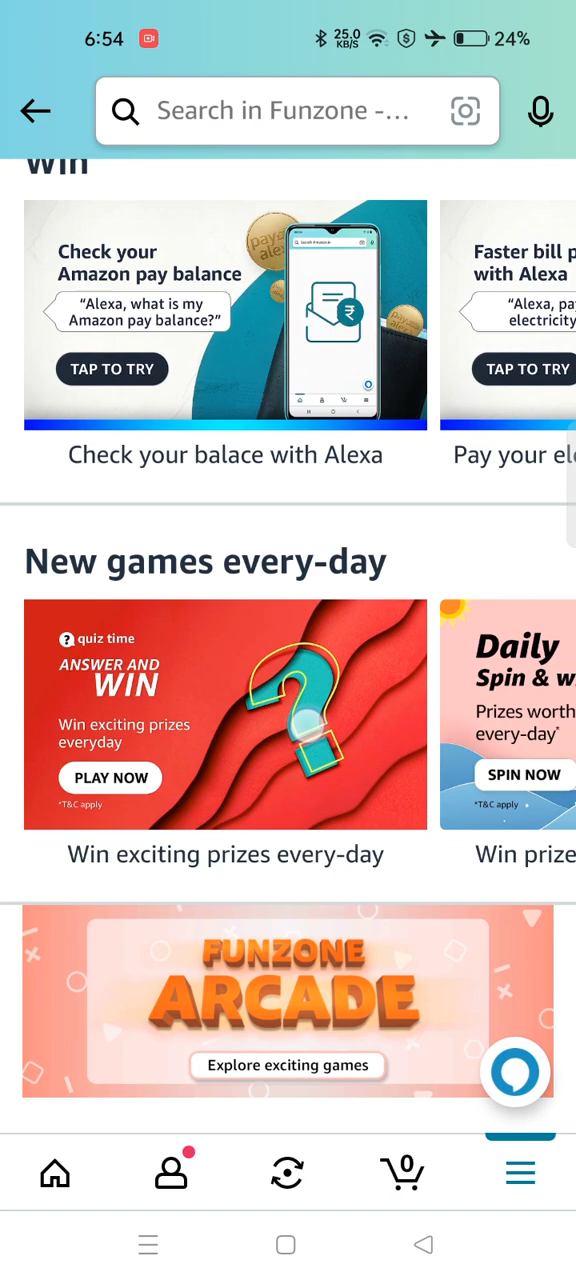 6:54
25.0
KB/S
24%
Search in Funzone -...
Win
Check your
Amazon pay balance
“Alexa, what is my
Amazon pay balance?”
TAP TO TRY
Faster bill p
with Alexa
“Alexa, pa
electricity
TAP TO TRY
Check your balace with Alexa
Pay your el
New games every-day
? quiz time
ANSWER AND
WIN
Win exciting prizes
everyday
PLAY NOW
*T&C apply
Daily
Spin & w
Prizes worth
every-day*
SPIN NOW
*T&C apply
Win exciting prizes every-day
Win prize
FUNZONE
ARCADE
Explore exciting games
0